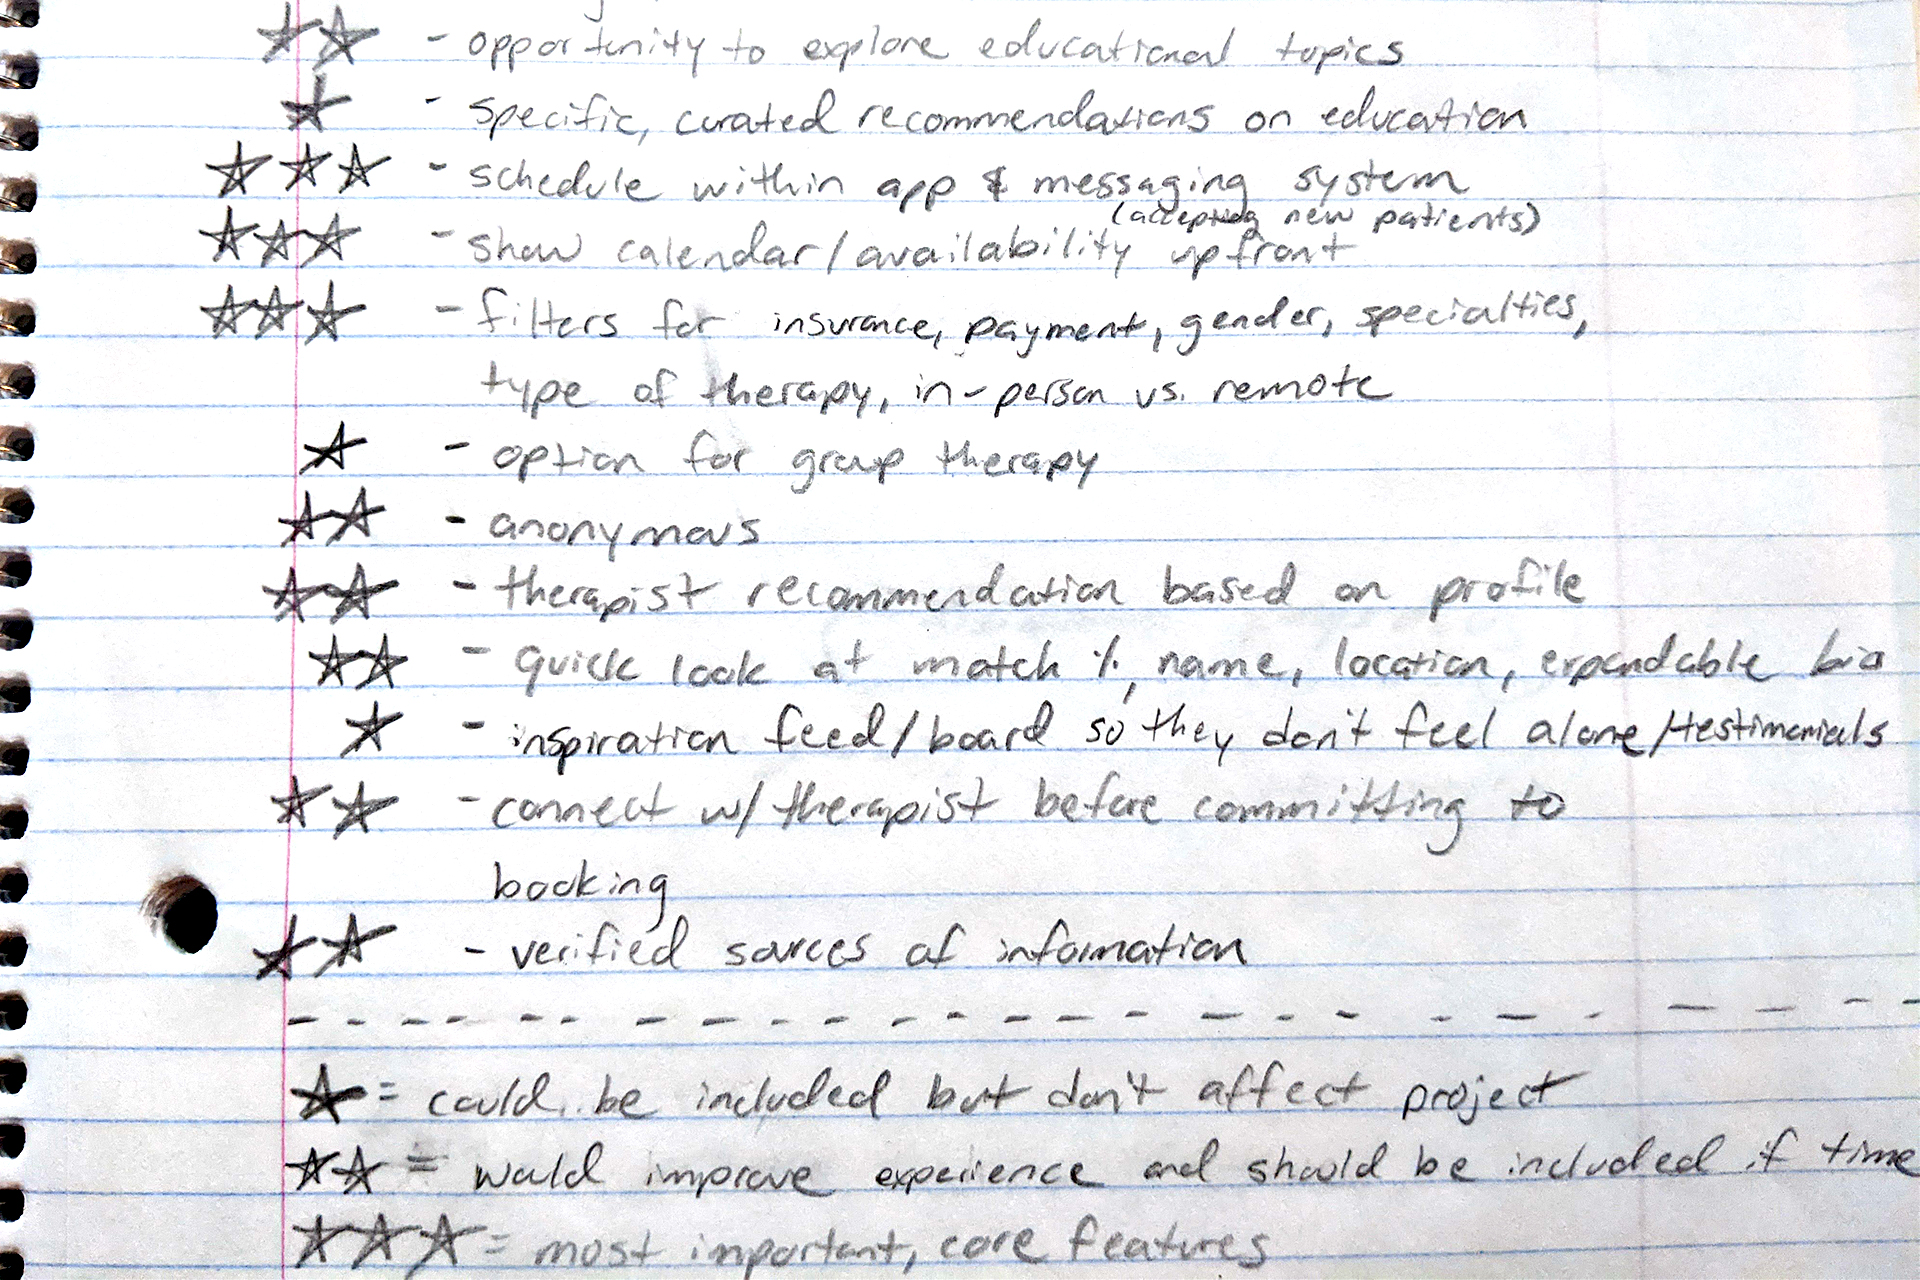 ☆☆ - opportunity to explore educational topics
☆ - specific, curated recommendations on education
☆☆☆ - schedule within app & messaging system
(accepting new patients)
☆☆☆ - show calendar/availability upfront
☆☆☆ - filters for insurance, payment, gender, specialties,
type of therapy, in-person vs. remote
☆ - option for group therapy
☆☆ - anonymous
☆☆ - therapist recommendation based on profile
☆☆ - quick look at match %, name, location, expandable bio
☆ - inspiration feed/board so they don't feel alone/testimonials
☆☆ - connect w/ therapist before committing to
booking
☆☆ - verified sources of information
☆ = could be included but don't affect project
☆☆ = would improve experience and should be included if time
☆☆☆ = most important, core features